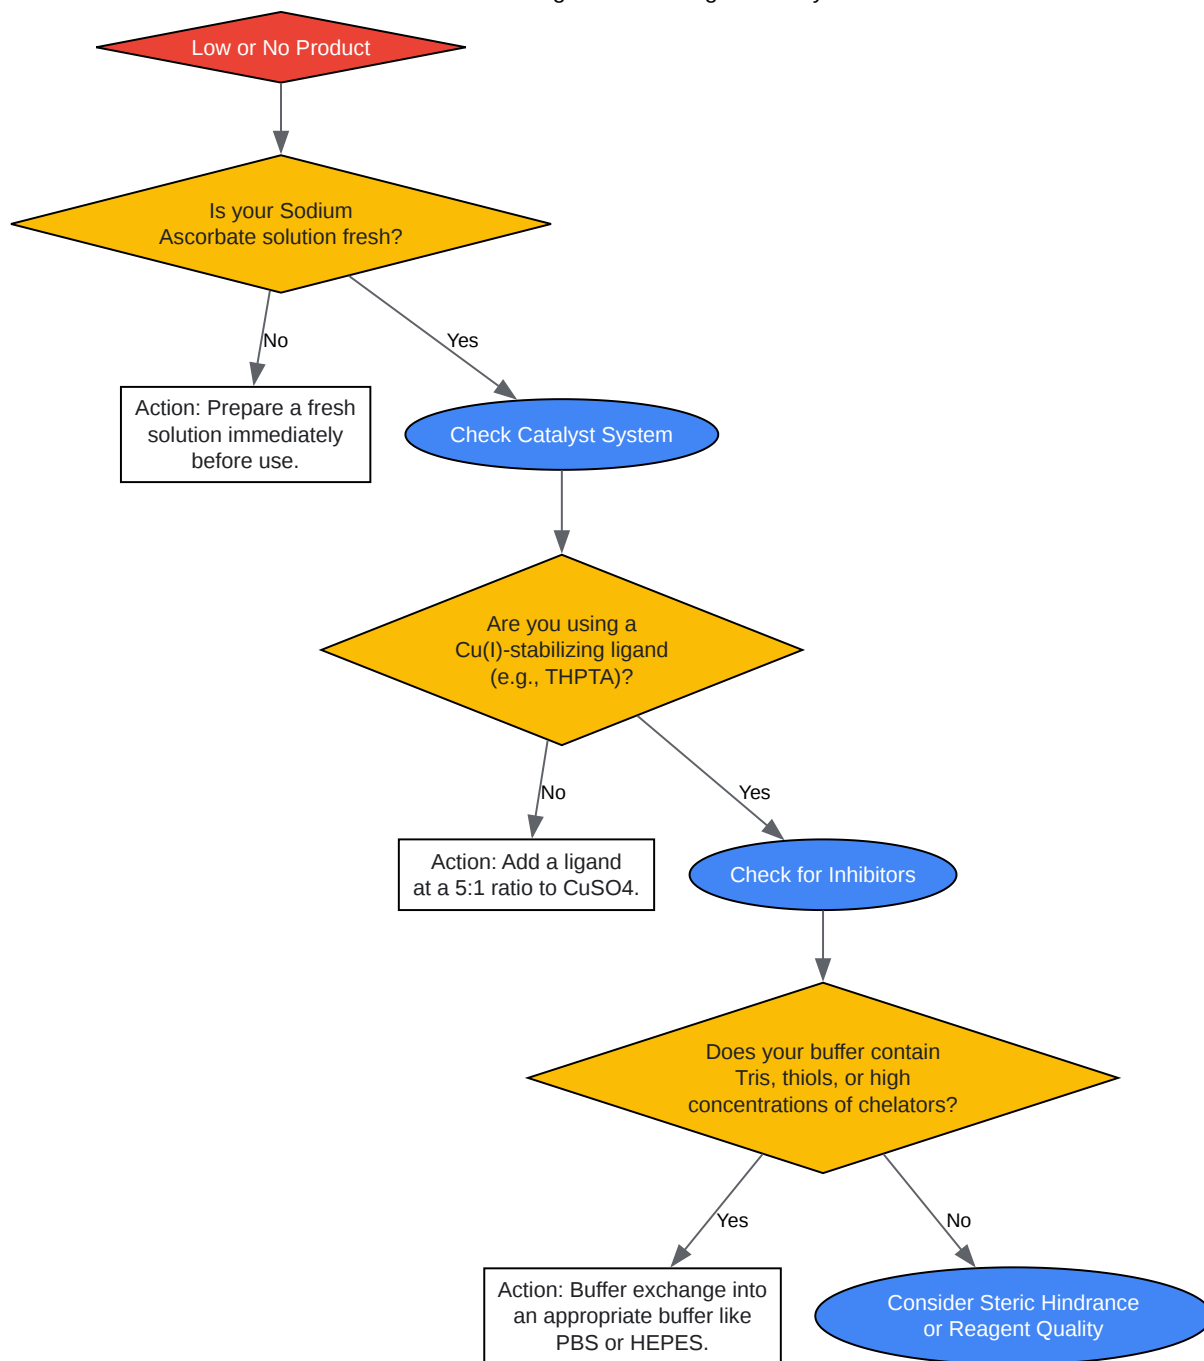 Low or No Product
Is your Sodium
Ascorbate solution fresh?
No
Yes
Action: Prepare a fresh
solution immediately
before use.
Check Catalyst System
Are you using a
Cu(I)-stabilizing ligand
(e.g., THPTA)?
No
Yes
Action: Add a ligand
at a 5:1 ratio to CuSO4.
Check for Inhibitors
Does your buffer contain
Tris, thiols, or high
concentrations of chelators?
Yes
No
Action: Buffer exchange into
an appropriate buffer like
PBS or HEPES.
Consider Steric Hindrance
or Reagent Quality